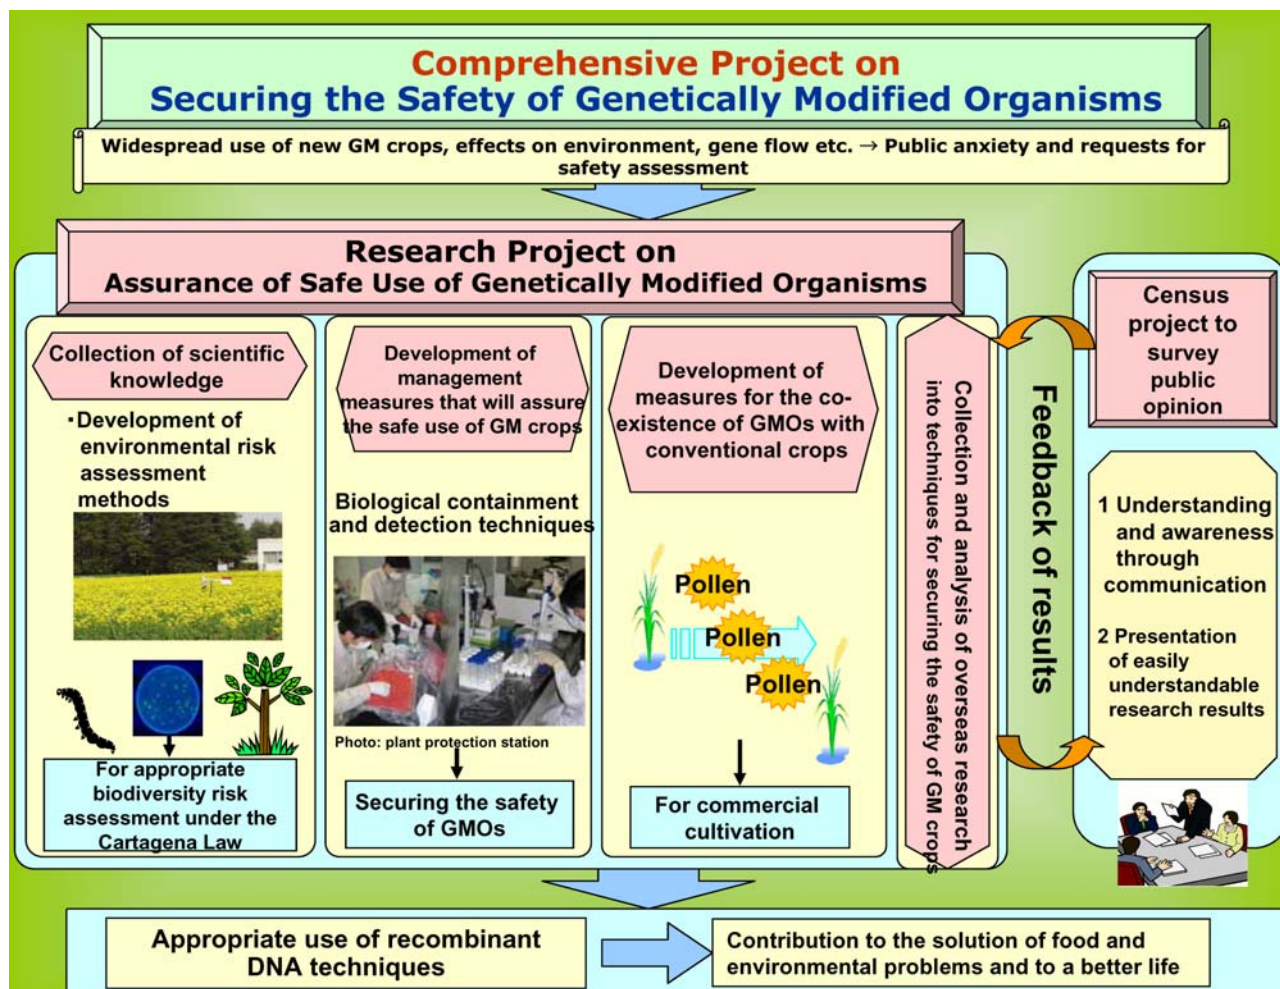 Comprehensive Project on
Securing the Safety of Genetically Modified Organisms
Widespread use of new GM crops, effects on environment, gene flow etc. → Public anxiety and requests for
safety assessment
Research Project on
Assurance of Safe Use of Genetically Modified Organisms
Collection of scientific
knowledge
・Development of
environmental risk
assessment
methods
For appropriate
biodiversity risk
assessment under the
Cartagena Law
Development of
management
measures that will assure
the safe use of GM crops
Biological containment
and detection techniques
Photo: plant protection station
Securing the safety
of GMOs
Development of
measures for the co-
existence of GMOs with
conventional crops
Pollen
Pollen
Pollen
For commercial
cultivation
Collection and analysis of overseas research
into techniques for securing the safety of GM crops
Feedback of results
Census
project to
survey
public
opinion
1 Understanding
and awareness
through
communication
2 Presentation
of easily
understandable
research results
Appropriate use of recombinant
DNA techniques
Contribution to the solution of food and
environmental problems and to a better life